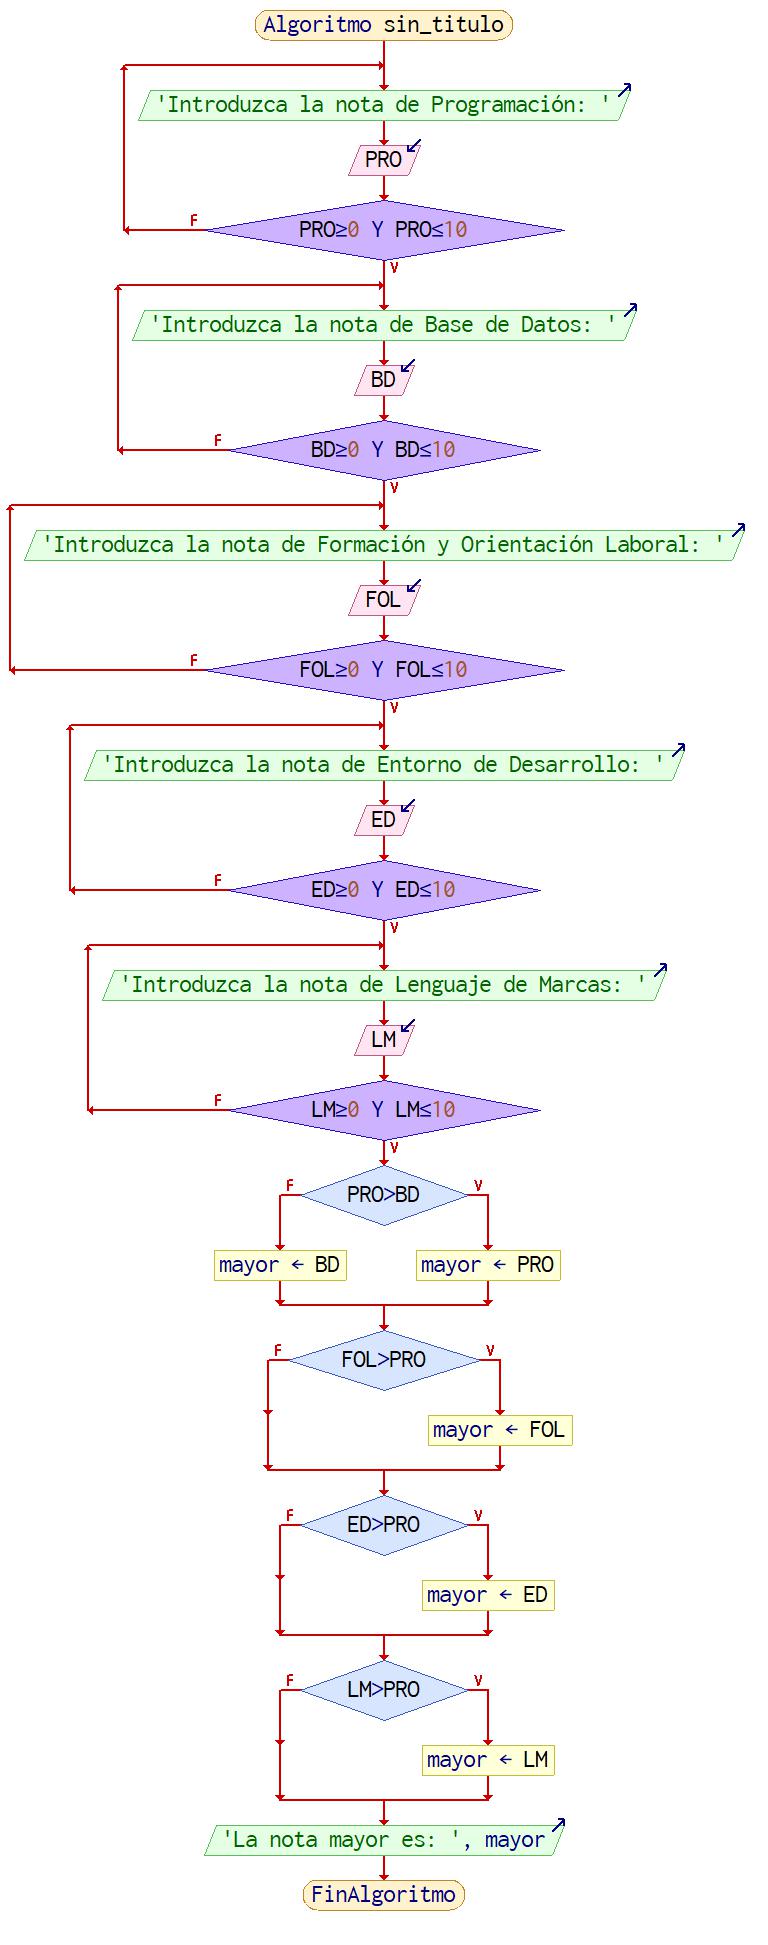 Algoritmo sin_titulo
'Introduzca la nota de Programación: '
PRO
F
PRO≥0 Y PRO≤10
V
'Introduzca la nota de Base de Datos: '
BD
F
BD≥0 Y BD≤10
V
'Introduzca la nota de Formación y Orientación Laboral: '
FOL
F
FOL≥0 Y FOL≤10
V
'Introduzca la nota de Entorno de Desarrollo: '
ED
F
ED≥0 Y ED≤10
V
'Introduzca la nota de Lenguaje de Marcas: '
LM
F
LM≥0 Y LM≤10
V
F V
PRO>BD
mayor ← BD mayor ← PRO
F V
FOL>PRO
mayor ← FOL
F V
ED>PRO
mayor ← ED
F V
LM>PRO
mayor ← LM
'La nota mayor es: ', mayor
FinAlgoritmo